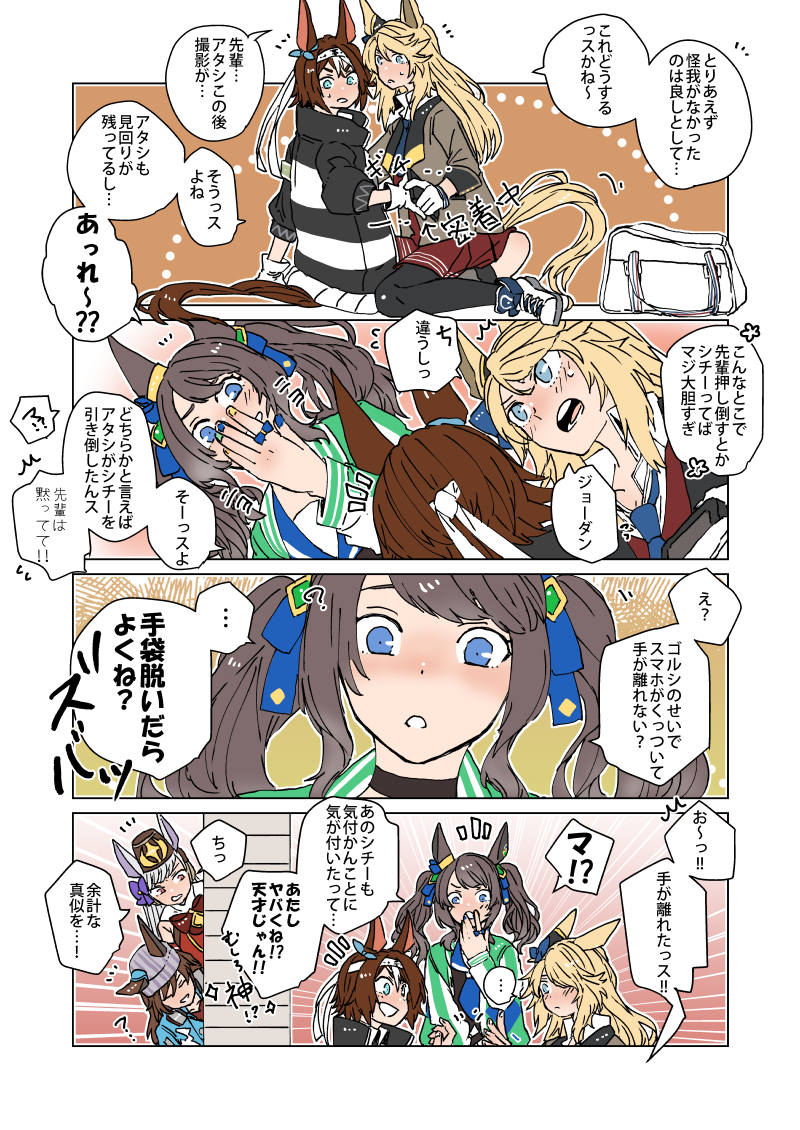 とりあえず
怪我がなかった
のは良しとして…
これどうする
っスかね〜
先輩…
アタシこの後
撮影が…
そうっス
よね
アタシも
見回りが
残ってるし…
ギュ
↑密着中
あっれ〜??
こんなとこで
先輩押し倒すとか
シチーってば
マジ大胆すぎ
違うしっ
ジョーダン
そーっスよ
どちらかと言えば
アタシがシチーを
引き倒したんス
ん??
先輩は
黙ってて!!
え?
ゴルシのせいで
スマホがくっついて
手が離れない?
…
手袋脱いだら
よくね?
ズバッ
お〜っ!!
手が離れたっス!!
マ!?
…
あのシチーも
気付かんことに
気が付いたって…
あたし
ヤバくね!?
天才じゃん!!
むしろ
神!?
ちっ
余計な
真似を…!
?…